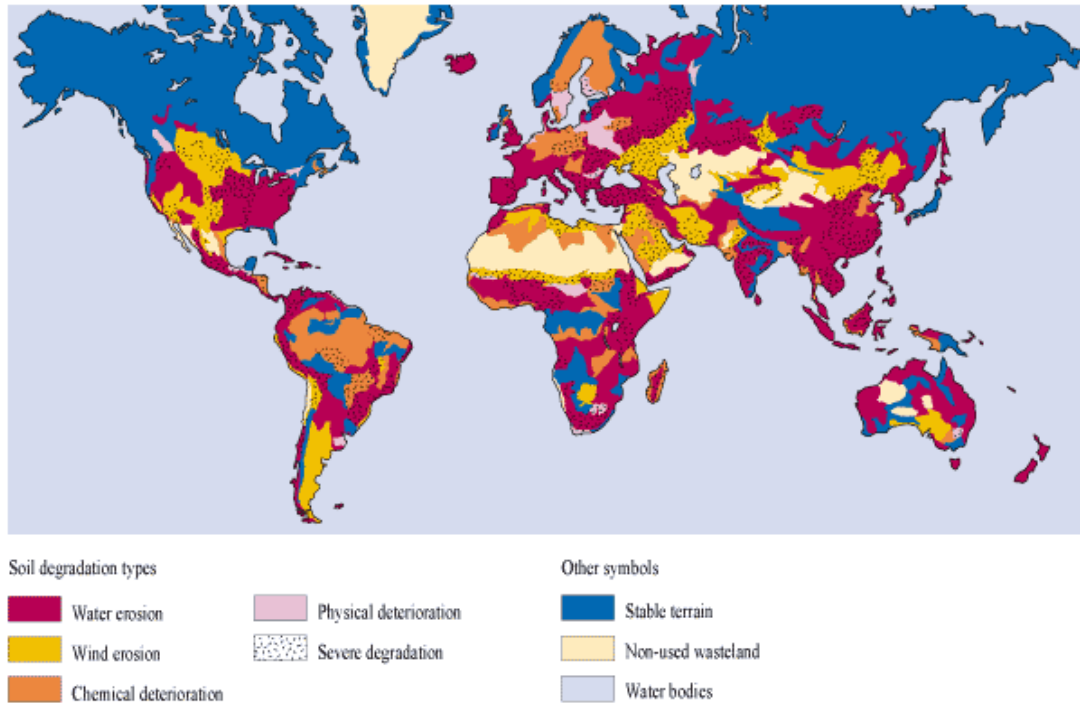 Soil degradation types
Other symbols
Water erosion
Physical deterioration
Stable terrain
Wind erosion
Severe degradation
Non-used wasteland
Chemical deterioration
Water bodies